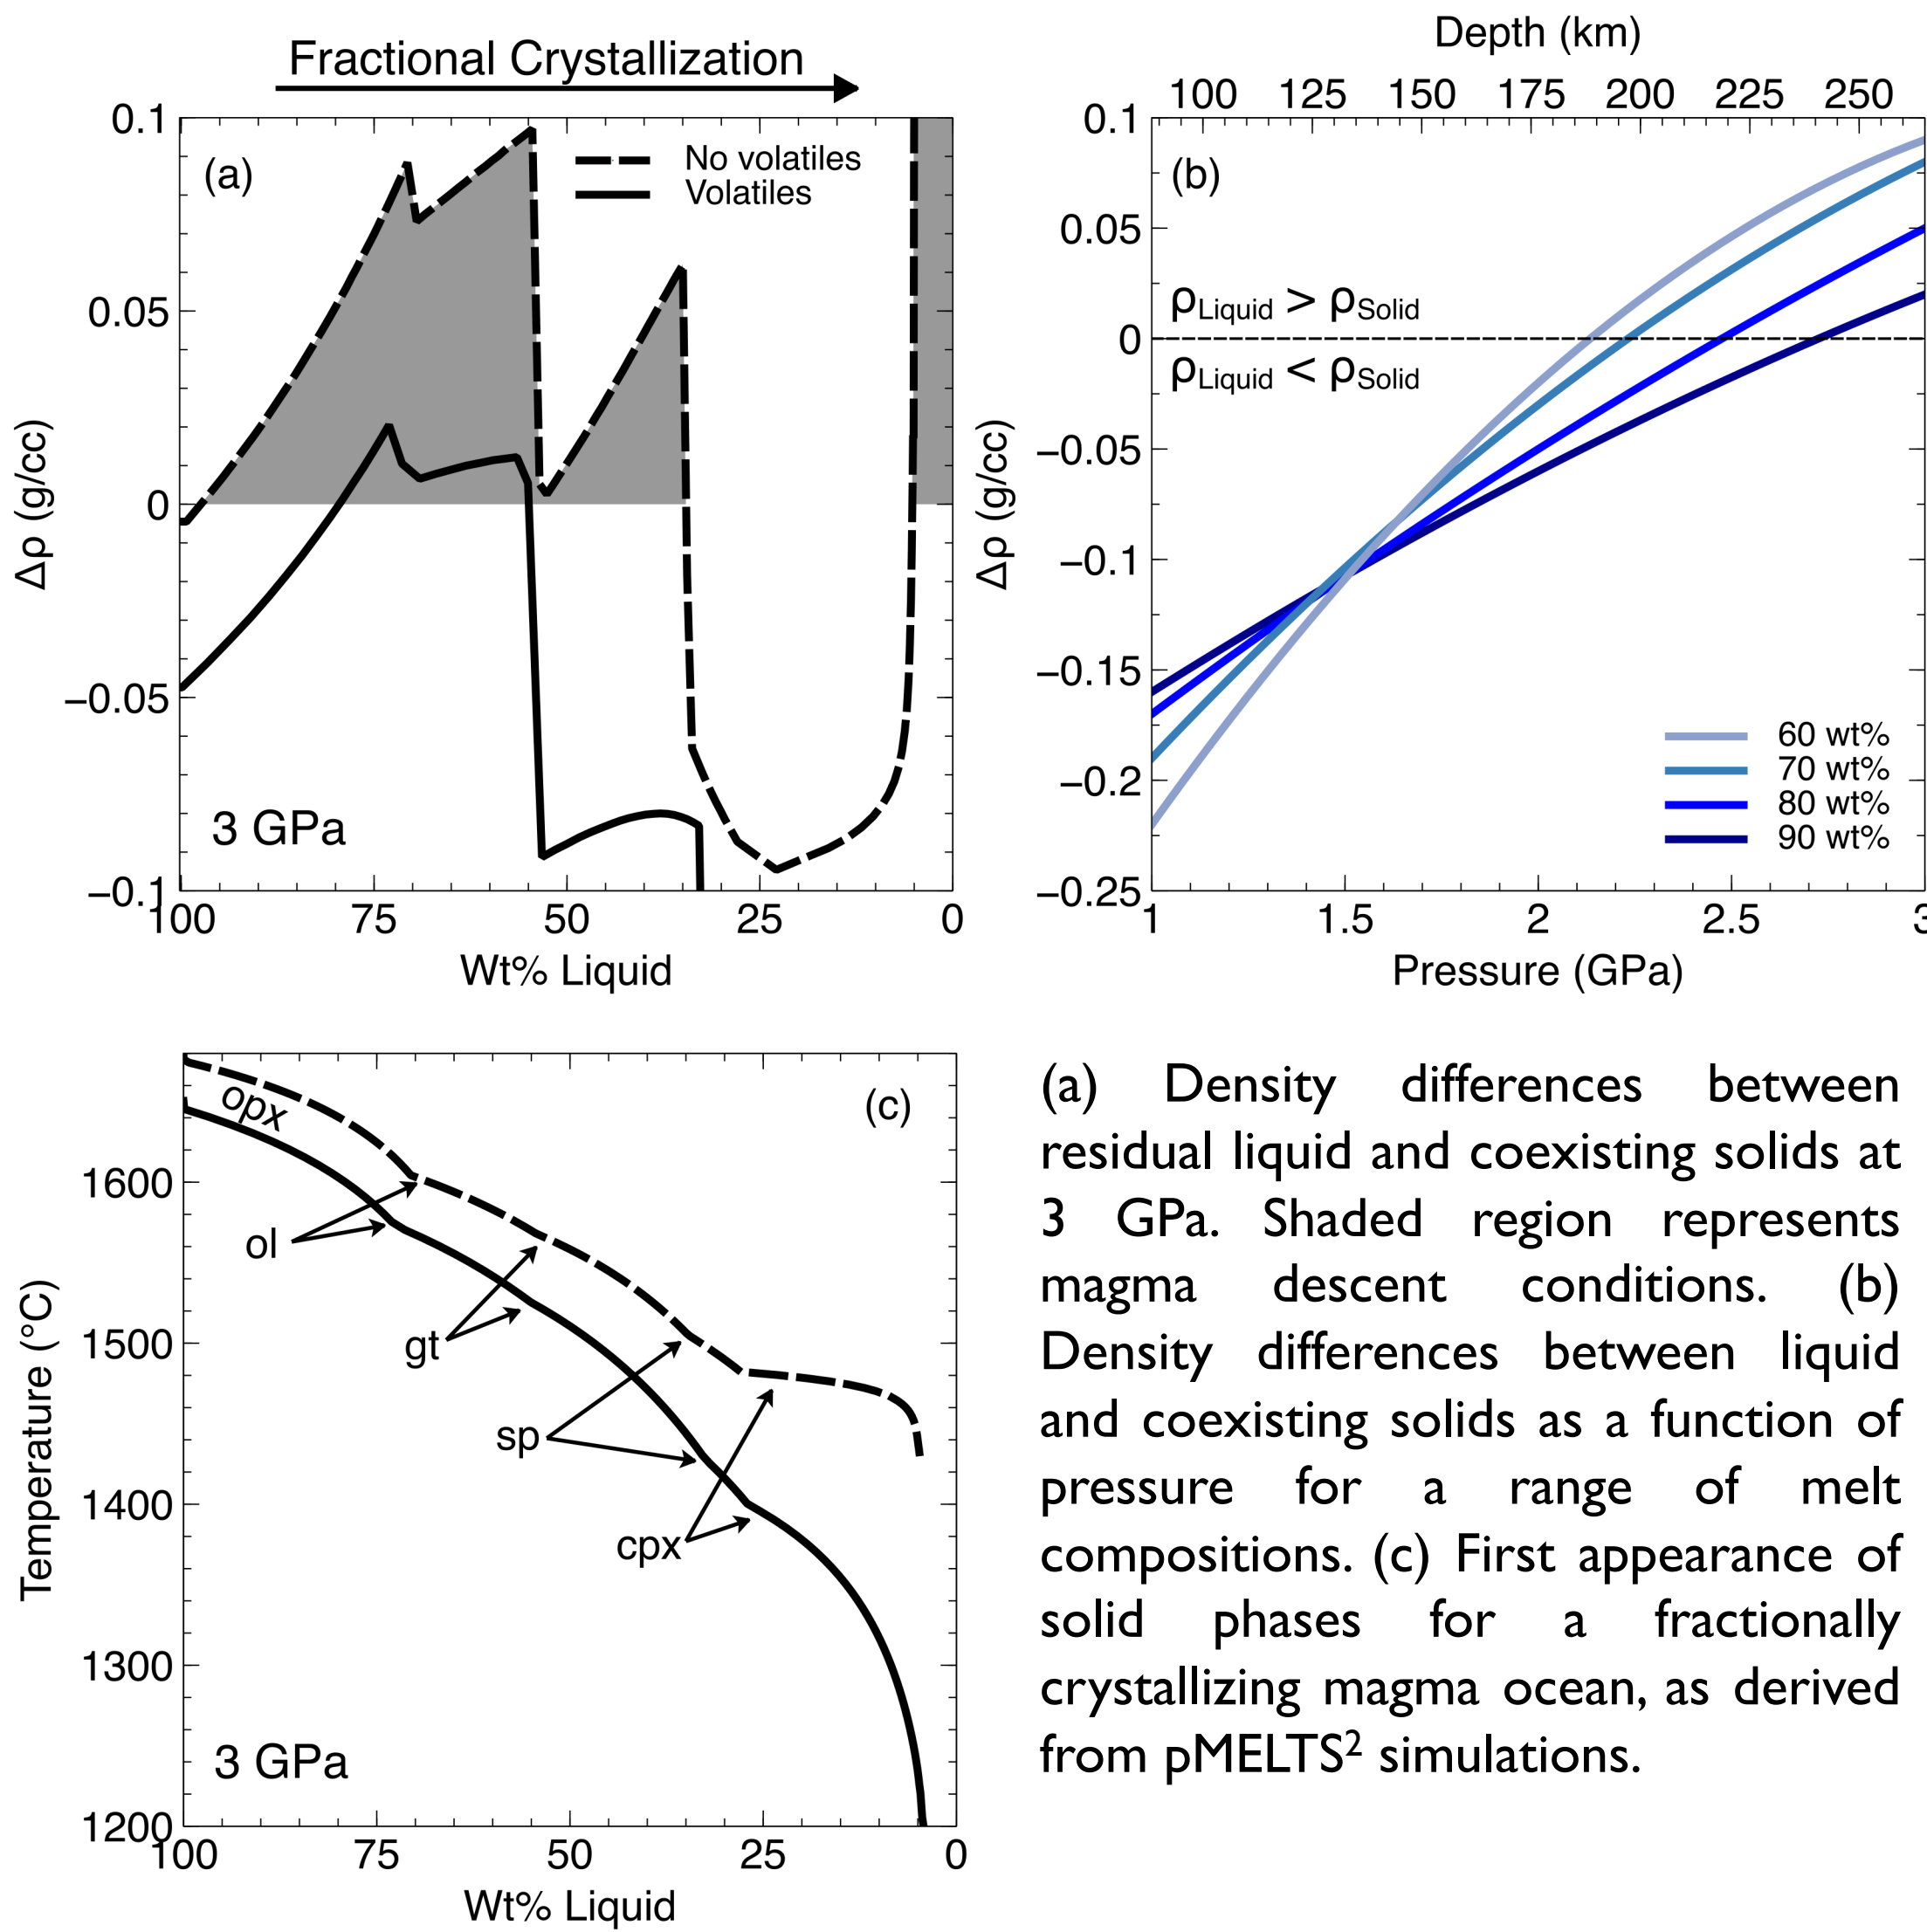 Fractional Crystallization
(a)
No volatiles
Volatiles
0.1
0.05
0
−0.05
−0.1
Δρ (g/cc)
3 GPa
100 75 50 25 0
Wt% Liquid
Depth (km)
100 125 150 175 200 225 250
(b)
0.1
0.05
0
−0.05
−0.1
−0.15
−0.2
−0.25
Δρ (g/cc)
ρLiquid > ρSolid
ρLiquid < ρSolid
60 wt%
70 wt%
80 wt%
90 wt%
1 1.5 2 2.5 3
Pressure (GPa)
(c)
opx
ol
gt
sp
cpx
1600
1500
1400
1300
1200
Temperature (°C)
3 GPa
100 75 50 25 0
Wt% Liquid
(a) Density differences between
residual liquid and coexisting solids at
3 GPa. Shaded region represents
magma descent conditions. (b)
Density differences between liquid
and coexisting solids as a function of
pressure for a range of melt
compositions. (c) First appearance of
solid phases for a fractionally
crystallizing magma ocean, as derived
from pMELTS² simulations.